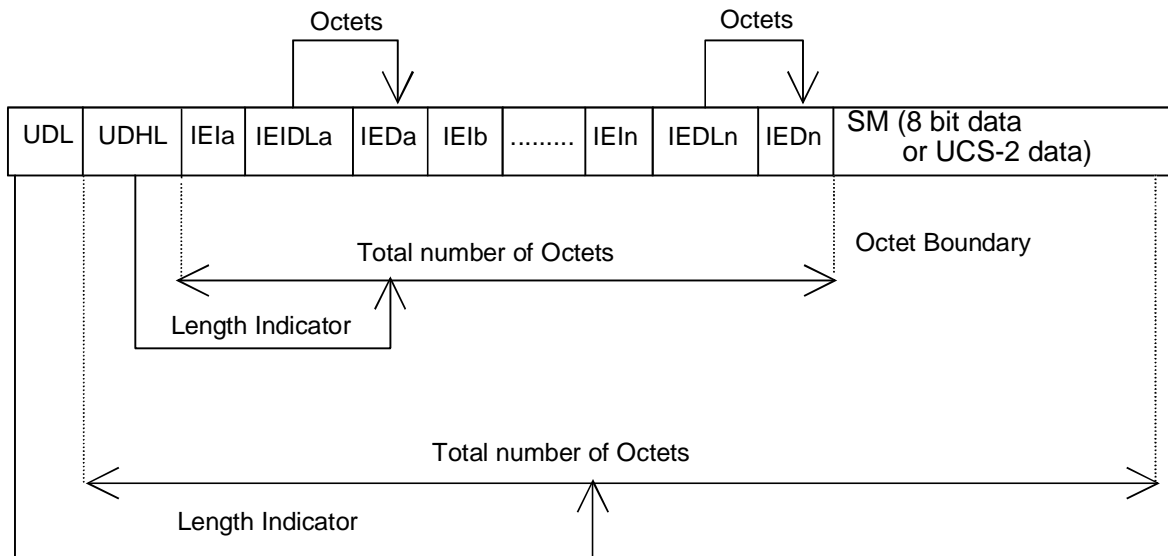 Octets Octets
UDL UDHL IEIa IEIDLa IEDa IEIb ......... IEIn IEDLn IEDn SM (8 bit data
or UCS-2 data)
Octet Boundary
Total number of Octets
Length Indicator
Total number of Octets
Length Indicator